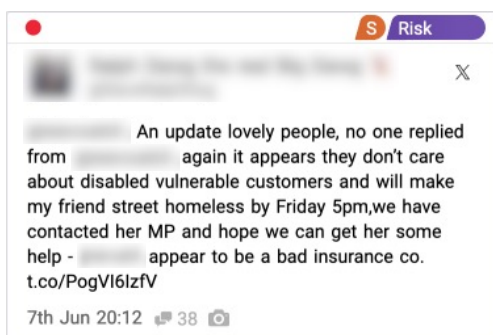 S Risk
X
An update lovely people, no one replied
from again it appears they don't care
about disabled vulnerable customers and will make
my friend street homeless by Friday 5pm,we have
contacted her MP and hope we can get her some
help - appear to be a bad insurance co.
t.co/PogVI6IzfV
7th Jun 20:12 38